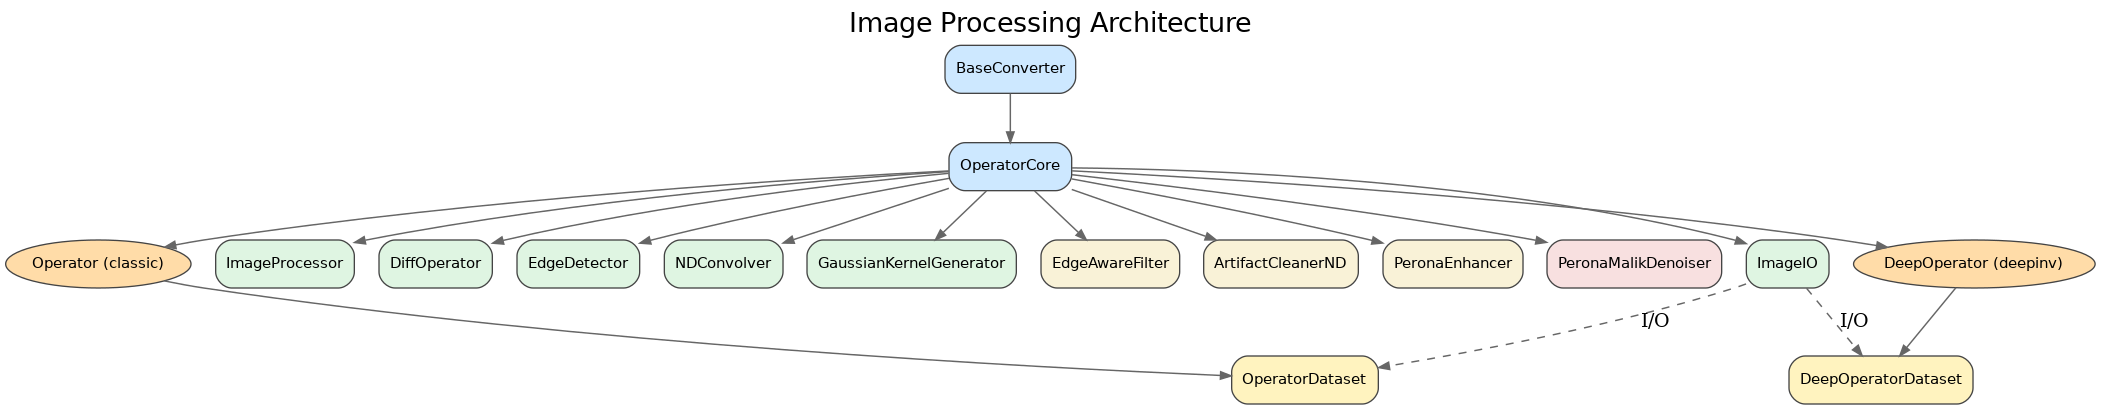 Image Processing Architecture
BaseConverter
OperatorCore
Operator (classic)
ImageProcessor
DiffOperator
EdgeDetector
NDConvolver
GaussianKernelGenerator
EdgeAwareFilter
ArtifactCleanerND
PeronaEnhancer
PeronaMalikDenoiser
ImageIO
DeepOperator (deepinv)
I/O
I/O
OperatorDataset
DeepOperatorDataset